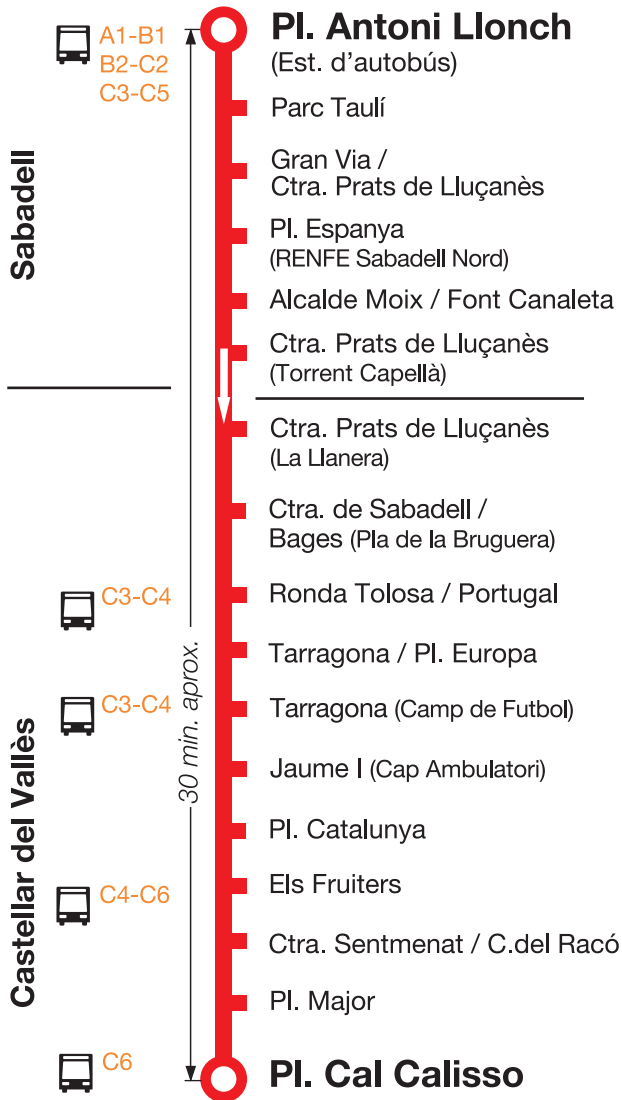 A1-B1
B2-C2
C3-C5
Pl. Antoni Llonch
(Est. d'autobús)
Parc Taulí
Gran Via /
Ctra. Prats de Lluçanès
Pl. Espanya
(RENFE Sabadell Nord)
Alcalde Moix / Font Canaleta
Ctra. Prats de Lluçanès
(Torrent Capellà)
Sabadell
Ctra. Prats de Lluçanès
(La Llanera)
Ctra. de Sabadell /
Bages (Pla de la Bruguera)
C3-C4
Ronda Tolosa / Portugal
Tarragona / Pl. Europa
C3-C4
Tarragona (Camp de Futbol)
30 min. aprox.
Jaume I (Cap Ambulatori)
Pl. Catalunya
C4-C6
Els Fruiters
Ctra. Sentmenat / C.del Racó
Pl. Major
Castellar del Vallès
C6
Pl. Cal Calisso